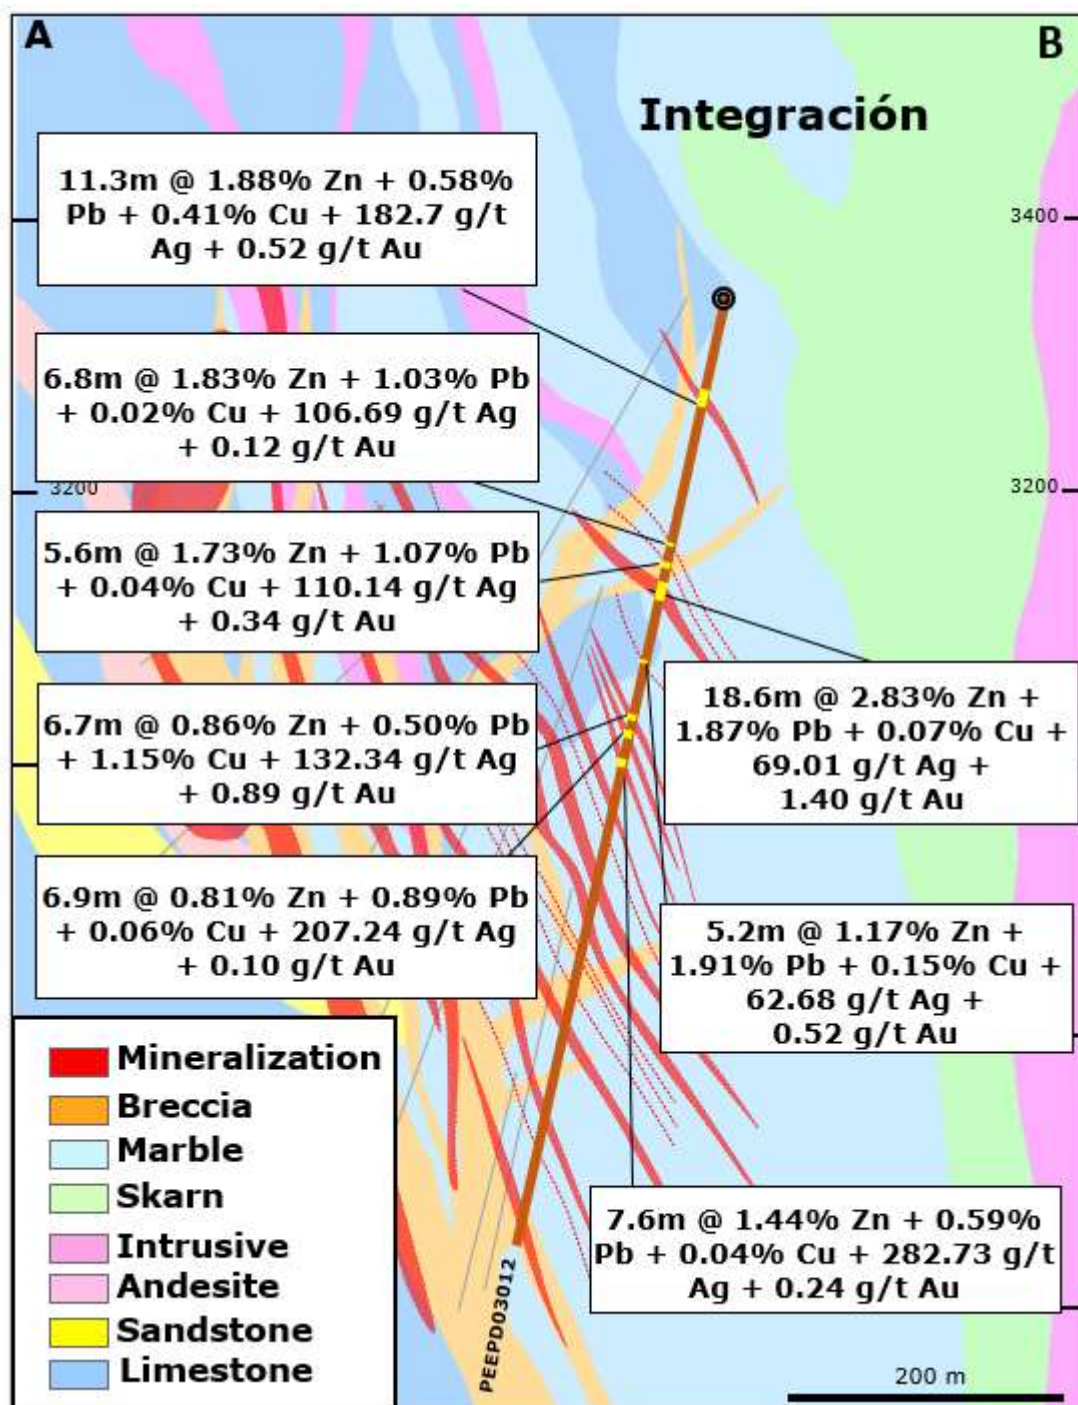 A
B
Integración
11.3m @ 1.88% Zn + 0.58%
Pb + 0.41% Cu + 182.7 g/t
Ag + 0.52 g/t Au
3400
6.8m @ 1.83% Zn + 1.03% Pb
+ 0.02% Cu + 106.69 g/t Ag
+ 0.12 g/t Au
3200
3200
5.6m @ 1.73% Zn + 1.07% Pb
+ 0.04% Cu + 110.14 g/t Ag
+ 0.34 g/t Au
6.7m @ 0.86% Zn + 0.50% Pb
+ 1.15% Cu + 132.34 g/t Ag
+ 0.89 g/t Au
18.6m @ 2.83% Zn +
1.87% Pb + 0.07% Cu +
69.01 g/t Ag +
1.40 g/t Au
6.9m @ 0.81% Zn + 0.89% Pb
+ 0.06% Cu + 207.24 g/t Ag
+ 0.10 g/t Au
5.2m @ 1.17% Zn +
1.91% Pb + 0.15% Cu +
62.68 g/t Ag +
0.52 g/t Au
7.6m @ 1.44% Zn + 0.59%
Pb + 0.04% Cu + 282.73 g/t
Ag + 0.24 g/t Au
PEEPD03012
Mineralization
Breccia
Marble
Skarn
Intrusive
Andesite
Sandstone
Limestone
200 m